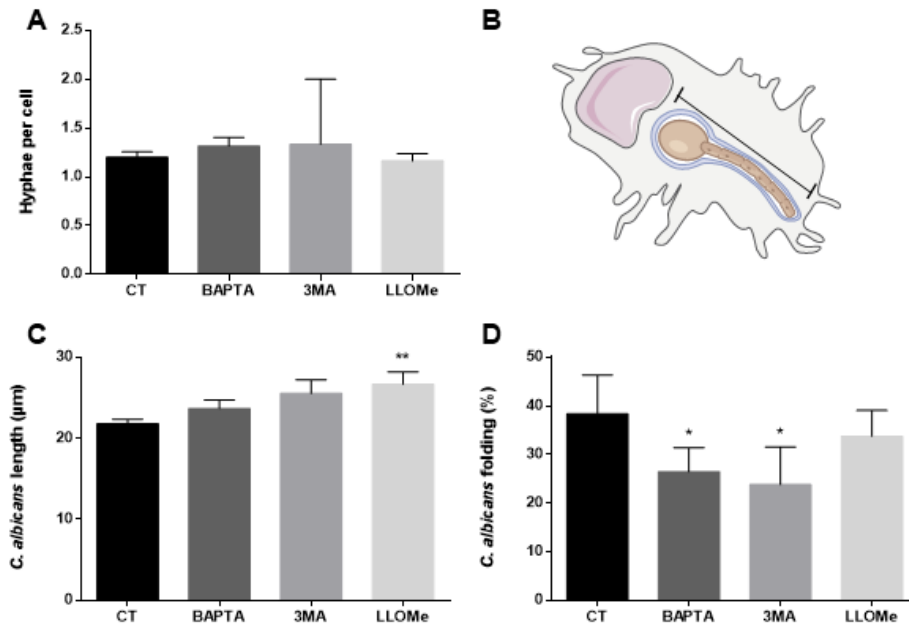 A
Hyphae per cell
2.5
2.0
1.5
1.0
0.5
0.0
CT BAPTA 3MA LLOMe
B
C
C. albicans length (µm)
30
20
10
0
**
CT BAPTA 3MA LLOMe
D
C. albicans folding (%)
50
40
30
20
10
0
* *
CT BAPTA 3MA LLOMe